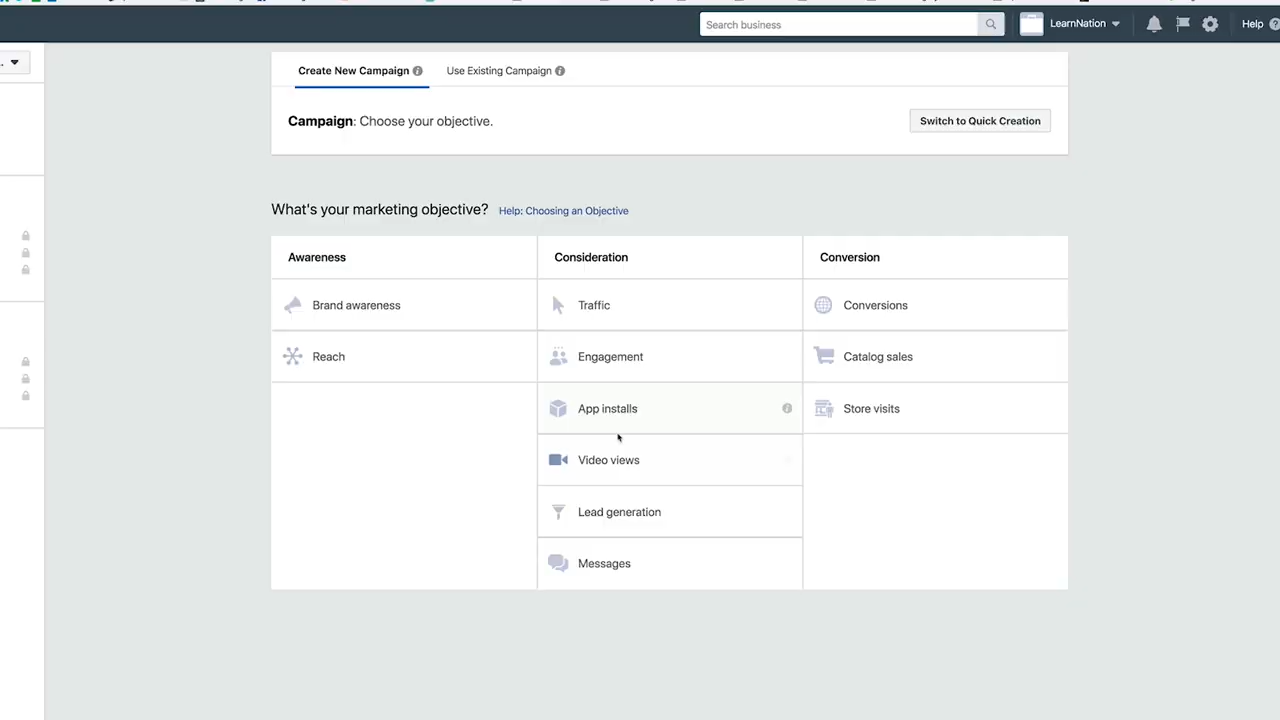 Search business
LearnNation
Help
Create New Campaign
Use Existing Campaign
Campaign: Choose your objective.
Switch to Quick Creation
What's your marketing objective? Help: Choosing an Objective
Awareness
Consideration
Conversion
Brand awareness
Traffic
Conversions
Reach
Engagement
Catalog sales
App installs
Store visits
Video views
Lead generation
Messages